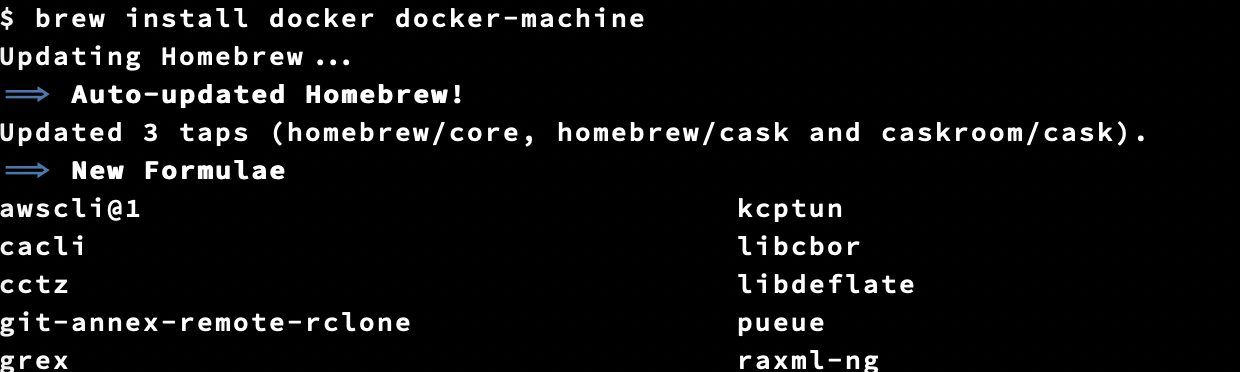 $ brew install docker docker-machine
Updating Homebrew...
==> Auto-updated Homebrew!
Updated 3 taps (homebrew/core, homebrew/cask and caskroom/cask).
==> New Formulae
awscli@1 kcptun
cacli libcbor
cctz libdeflate
git-annex-remote-rclone pueue
grex raxml-ng